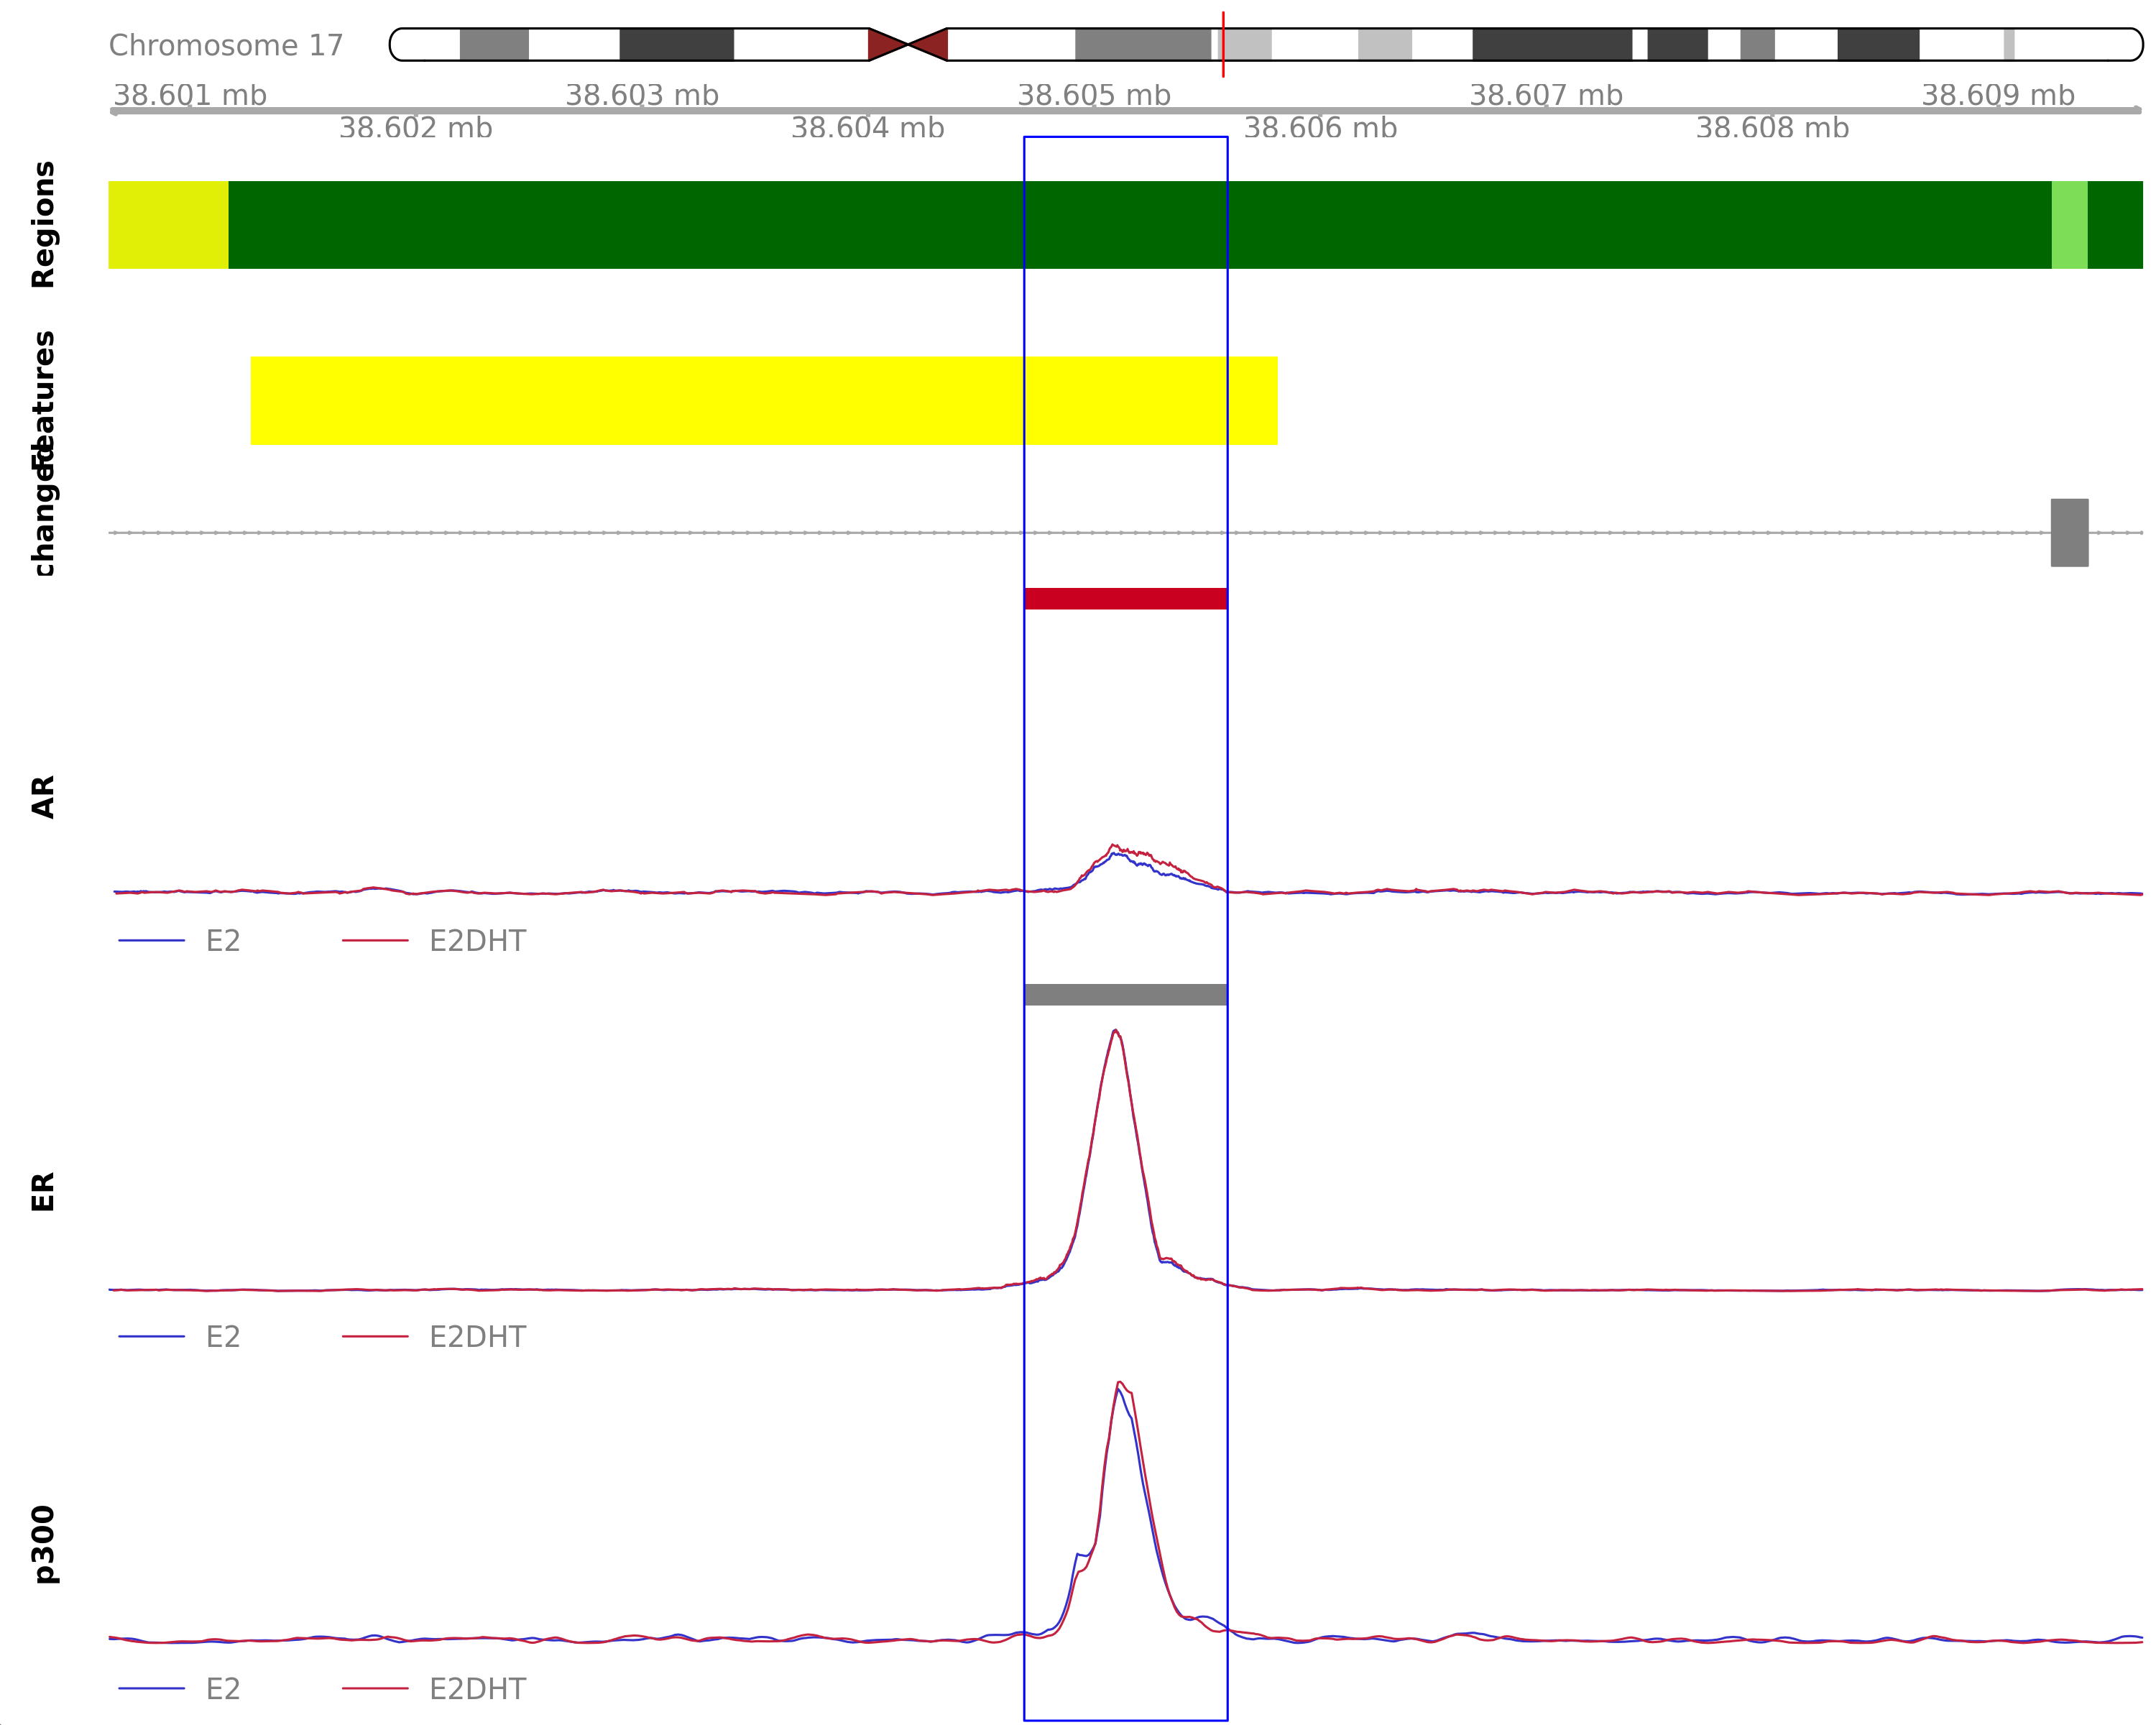 Chromosome 17
38.601 mb 38.603 mb 38.605 mb 38.607 mb 38.609 mb
38.602 mb 38.604 mb 38.606 mb 38.608 mb
Regions
Features
AR
E2 E2DHT
ER
E2 E2DHT
p300
E2 E2DHT